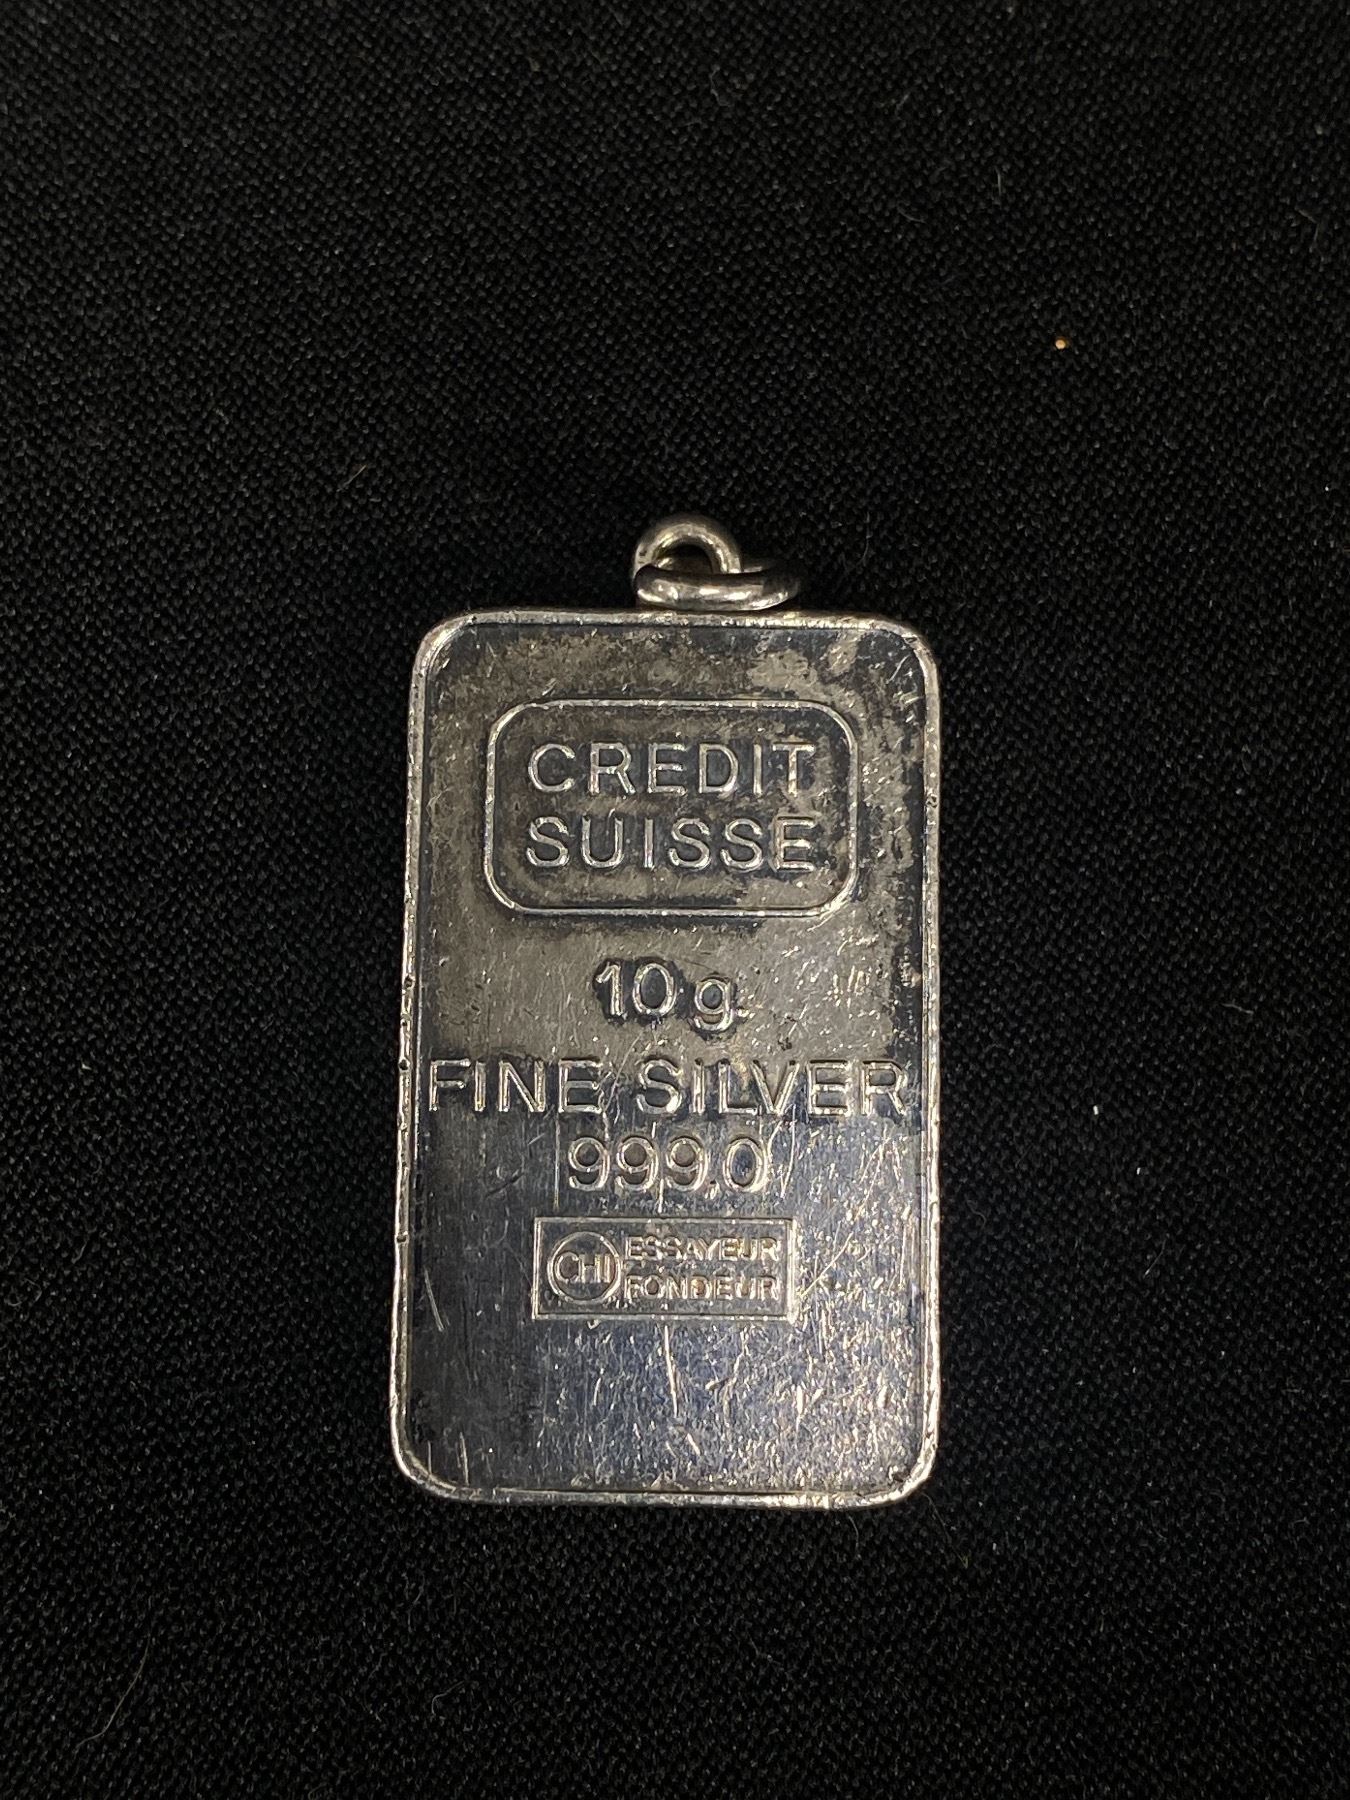 CREDIT
SUISSE
10 g
FINE SILVER
999.0
CHI ESSAYEUR
FONDEUR